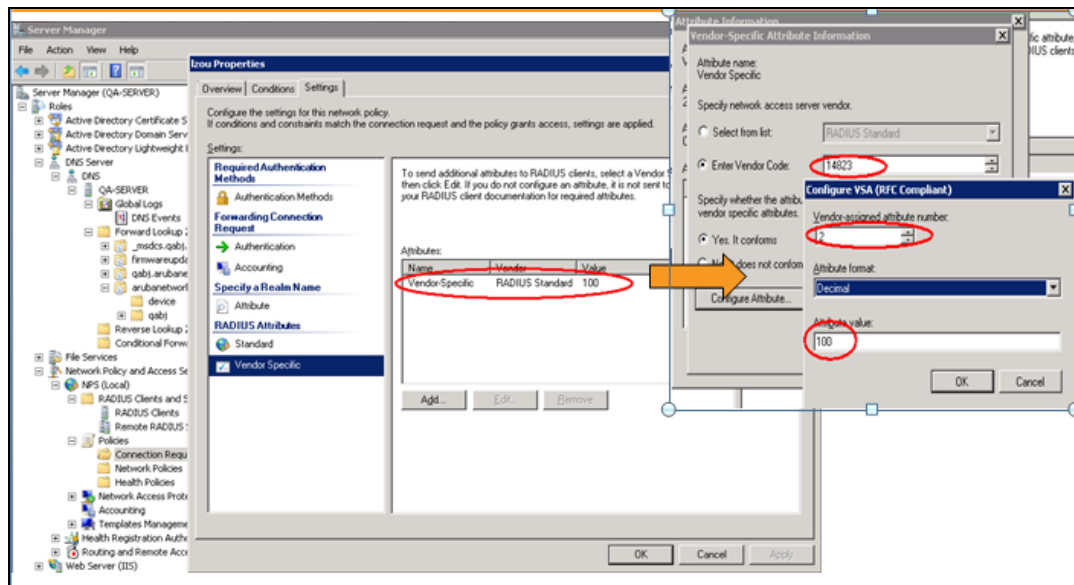 Server Manager
File Action View Help
Server Manager (QA-SERVER)
Roles
Active Directory Certificate S
Active Directory Domain Serv
Active Directory Lightweight I
DNS Server
DNS
QA-SERVER
Global Logs
DNS Events
Forward Lookup Z
_msdcs.qabj.
firmwareupda
qabj.arubane
arubanetworl
device
qabj
Reverse Lookup Z
Conditional Forw
File Services
Network Policy and Access Se
NPS (Local)
RADIUS Clients and S
RADIUS Clients
Remote RADIUS
Policies
Connection Requ
Network Policies
Health Policies
Network Access Prote
Accounting
Templates Manageme
Health Registration Autho
Routing and Remote Acce
Web Server (IIS)
Izou Properties
Overview Conditions Settings
Configure the settings for this network policy.
If conditions and constraints match the connection request and the policy grants access, settings are applied.
Settings:
Required Authentication
Methods
Authentication Methods
Forwarding Connection
Request
Authentication
Accounting
Specify a Realm Name
Attribute
RADIUS Attributes
Standard
Vendor Specific
To send additional attributes to RADIUS clients, select a Vendor S
then click Edit. If you do not configure an attribute, it is not sent to
your RADIUS client documentation for required attributes.
Attributes:
Name Vendor Value
Vendor-Specific RADIUS Standard 100
Add... Edit... Remove
OK Cancel Apply
Attribute Information
Vendor-Specific Attribute Information
Attribute name:
Vendor Specific
Specify network access server vendor.
Select from list: RADIUS Standard
Enter Vendor Code: 14823
Specify whether the attribu
vendor specific attributes.
Yes. It conforms
No. It does not conform
Configure Attribute...
fic attribute,
DIUS clients
Configure VSA (RFC Compliant)
Vendor-assigned attribute number:
2
Attribute format:
Decimal
Attribute value:
100
OK Cancel